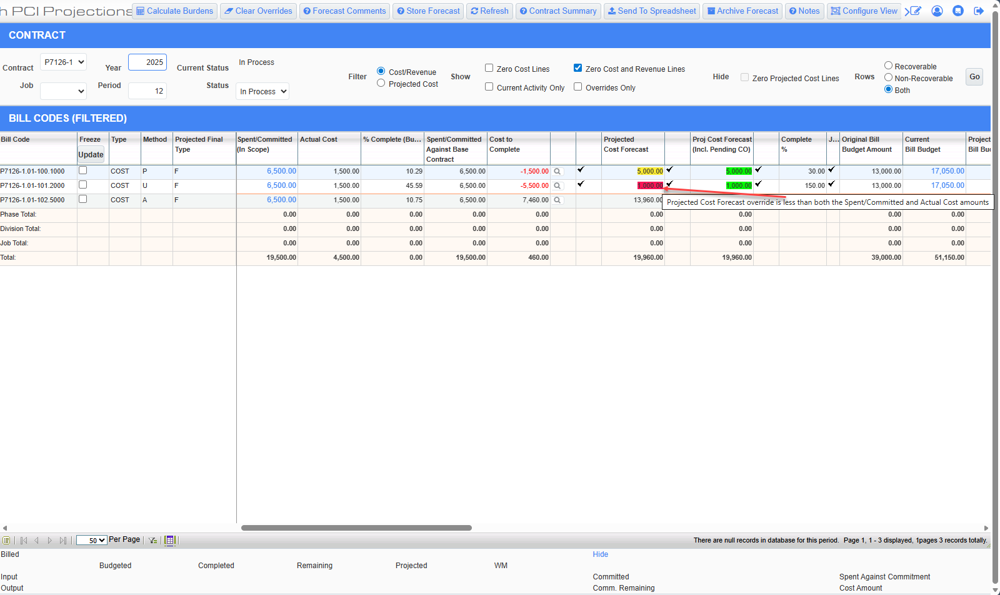 h PCI Projections Calculate Burdens Clear Overrides Forecast Comments Store Forecast Refresh Contract Summary Send To Spreadsheet Archive Forecast Notes Configure View
CONTRACT
Contract P7126-1 Year 2025 Current Status In Process
Job Period 12 Status In Process
Filter Cost/Revenue Projected Cost
Show Zero Cost Lines Zero Cost and Revenue Lines
Current Activity Only Overrides Only
Hide Zero Projected Cost Lines
Rows Recoverable
Non-Recoverable
Both
Go
BILL CODES (FILTERED)
Bill Code Freeze Update Type Method Projected Final Type Spent/Committed (In Scope) Actual Cost % Complete (Bu... Spent/Committed Against Base Contract Cost to Complete Projected Cost Forecast Proj Cost Forecast (Incl. Pending CO) Complete % J... Original Bill Budget Amount Current Bill Budget Project Bill Bu
P7126-1.01-100.1000 COST P F 6,500.00 1,500.00 10.29 6,500.00 -1,500.00 5,000.00 5,000.00 30.00 13,000.00 17,050.00
P7126-1.01-101.2000 COST U F 6,500.00 1,500.00 45.59 6,500.00 -5,500.00 1,000.00 1,000.00 150.00 13,000.00 17,050.00
P7126-1.01-102.5000 COST A F 6,500.00 1,500.00 10.75 6,500.00 7,460.00 13,960.00
Projected Cost Forecast override is less than both the Spent/Committed and Actual Cost amounts
Phase Total: 0.00 0.00 0.00 0.00 0.00 0.00 0.00 0.00 0.00
Division Total: 0.00 0.00 0.00 0.00 0.00 0.00 0.00 0.00 0.00
Job Total: 0.00 0.00 0.00 0.00 0.00 0.00 0.00 0.00 0.00
Total: 19,500.00 4,500.00 0.00 19,500.00 460.00 19,960.00 19,960.00 39,000.00 51,150.00
50 Per Page There are null records in database for this period. Page 1, 1 - 3 displayed, 1pages 3 records totally.
Billed Hide
Budgeted Completed Remaining Projected WM
Input Committed Spent Against Commitment
Output Comm. Remaining Cost Amount